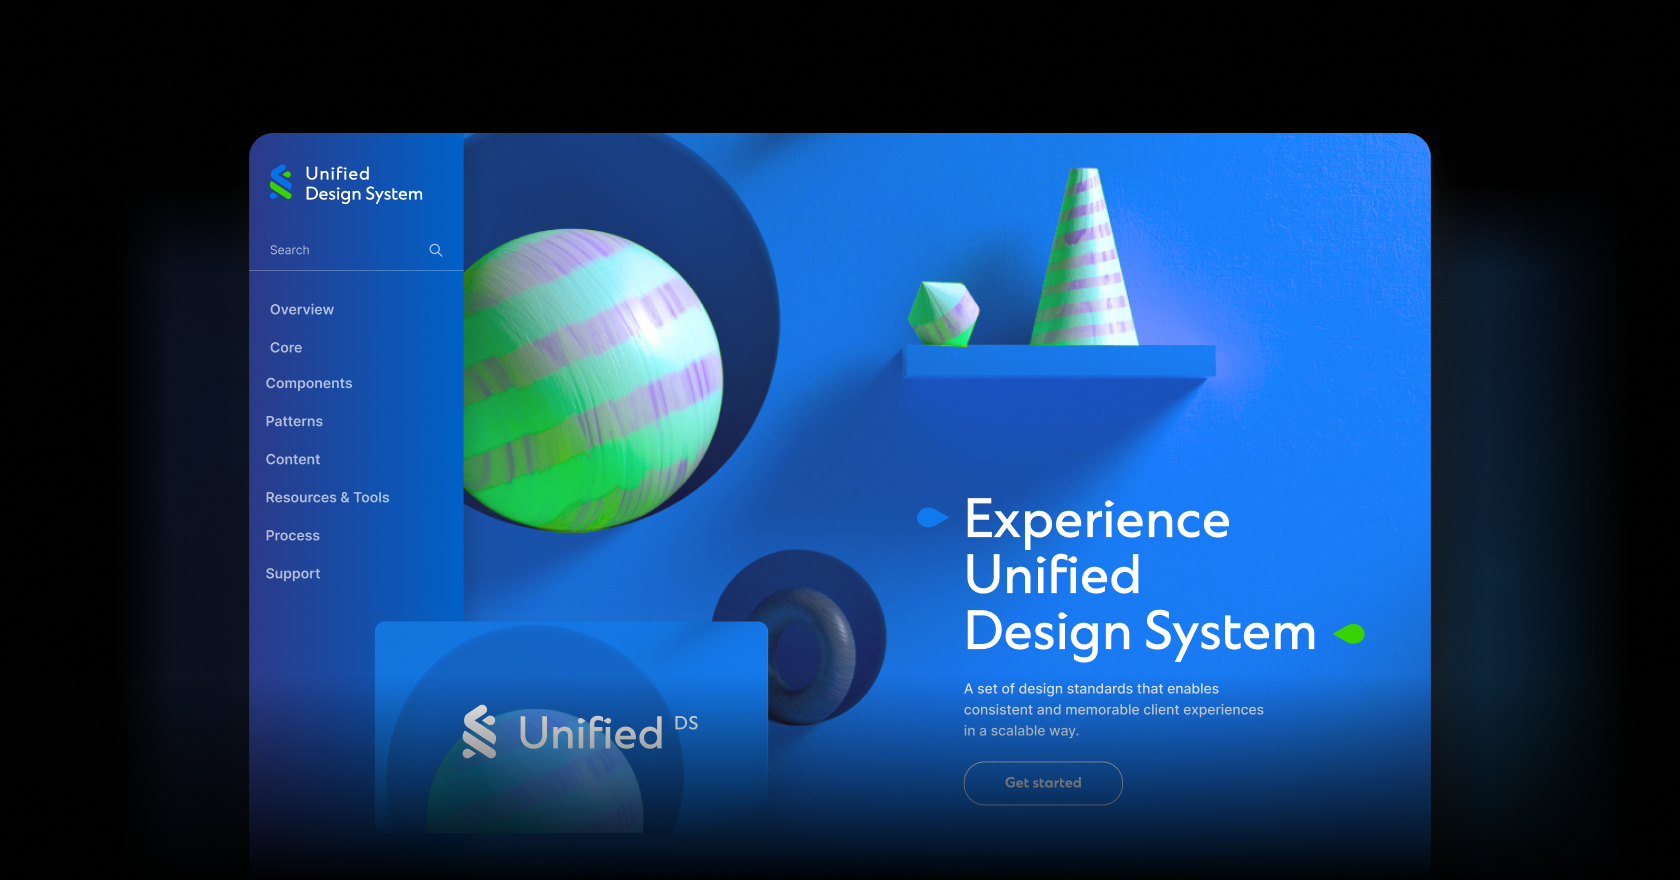 Unified
Design System
Search
Overview
Core
Components
Patterns
Content
Resources & Tools
Process
Support
Unified DS
Experience
Unified
Design System
A set of design standards that enables
consistent and memorable client experiences
in a scalable way.
Get started